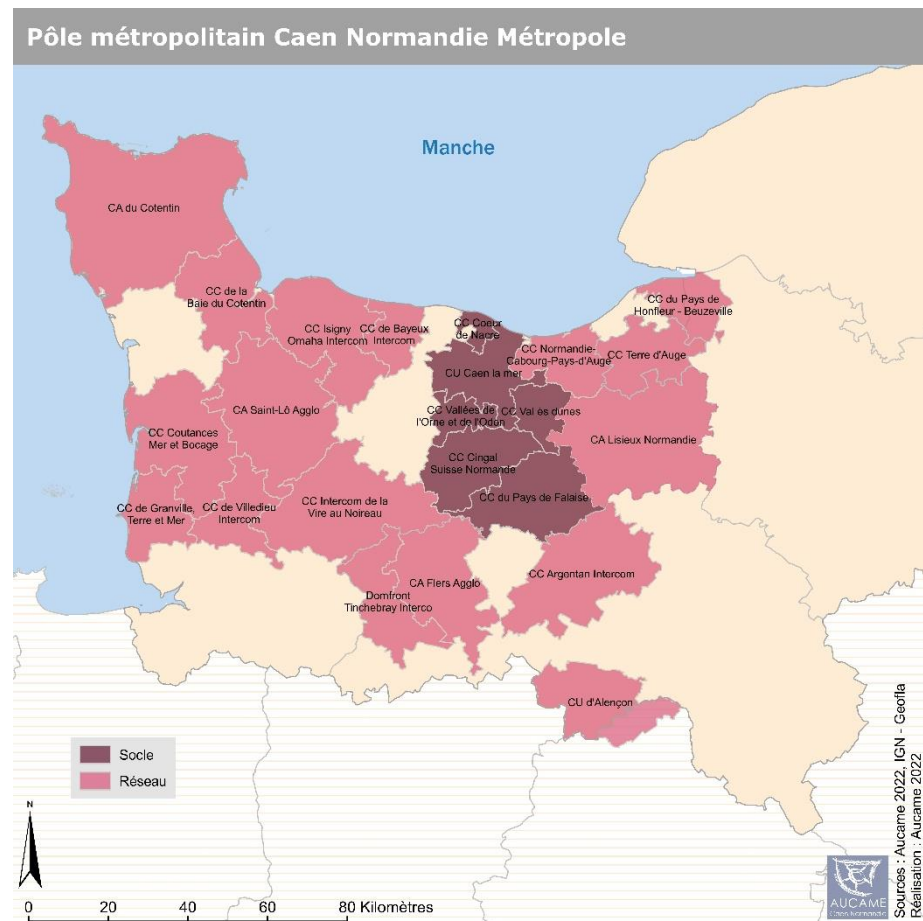 Pôle métropolitain Caen Normandie Métropole
Manche
CA du Cotentin
CC de la
Baie du Cotentin
CC Isigny
Omaha Intercom
CC de Bayeux
Intercom
CC Coeur
de Nacre
CC du Pays de
Honfleur - Beuzeville
CC Normandie-
Cabourg-Pays-d'Auge
CC Terre d'Auge
CU Caen la mer
CA Saint-Lô Agglo
CC Vallées de
l'Orne et de l'Odon
CC Val ès dunes
CC Coutances
Mer et Bocage
CA Lisieux Normandie
CC Cingal
Suisse Normande
CC du Pays de Falaise
CC de Granville,
Terre et Mer
CC de Villedieu
Intercom
CC Intercom de la
Vire au Noireau
CA Flers Agglo
CC Argentan Intercom
Domfront
Tinchebray Interco
CU d'Alençon
Socle
Réseau
N
0 20 40 60 80 Kilomètres
AUCAME
Caen Normandie
Sources : Aucame 2022, IGN - Geofla
Réalisation : Aucame 2022